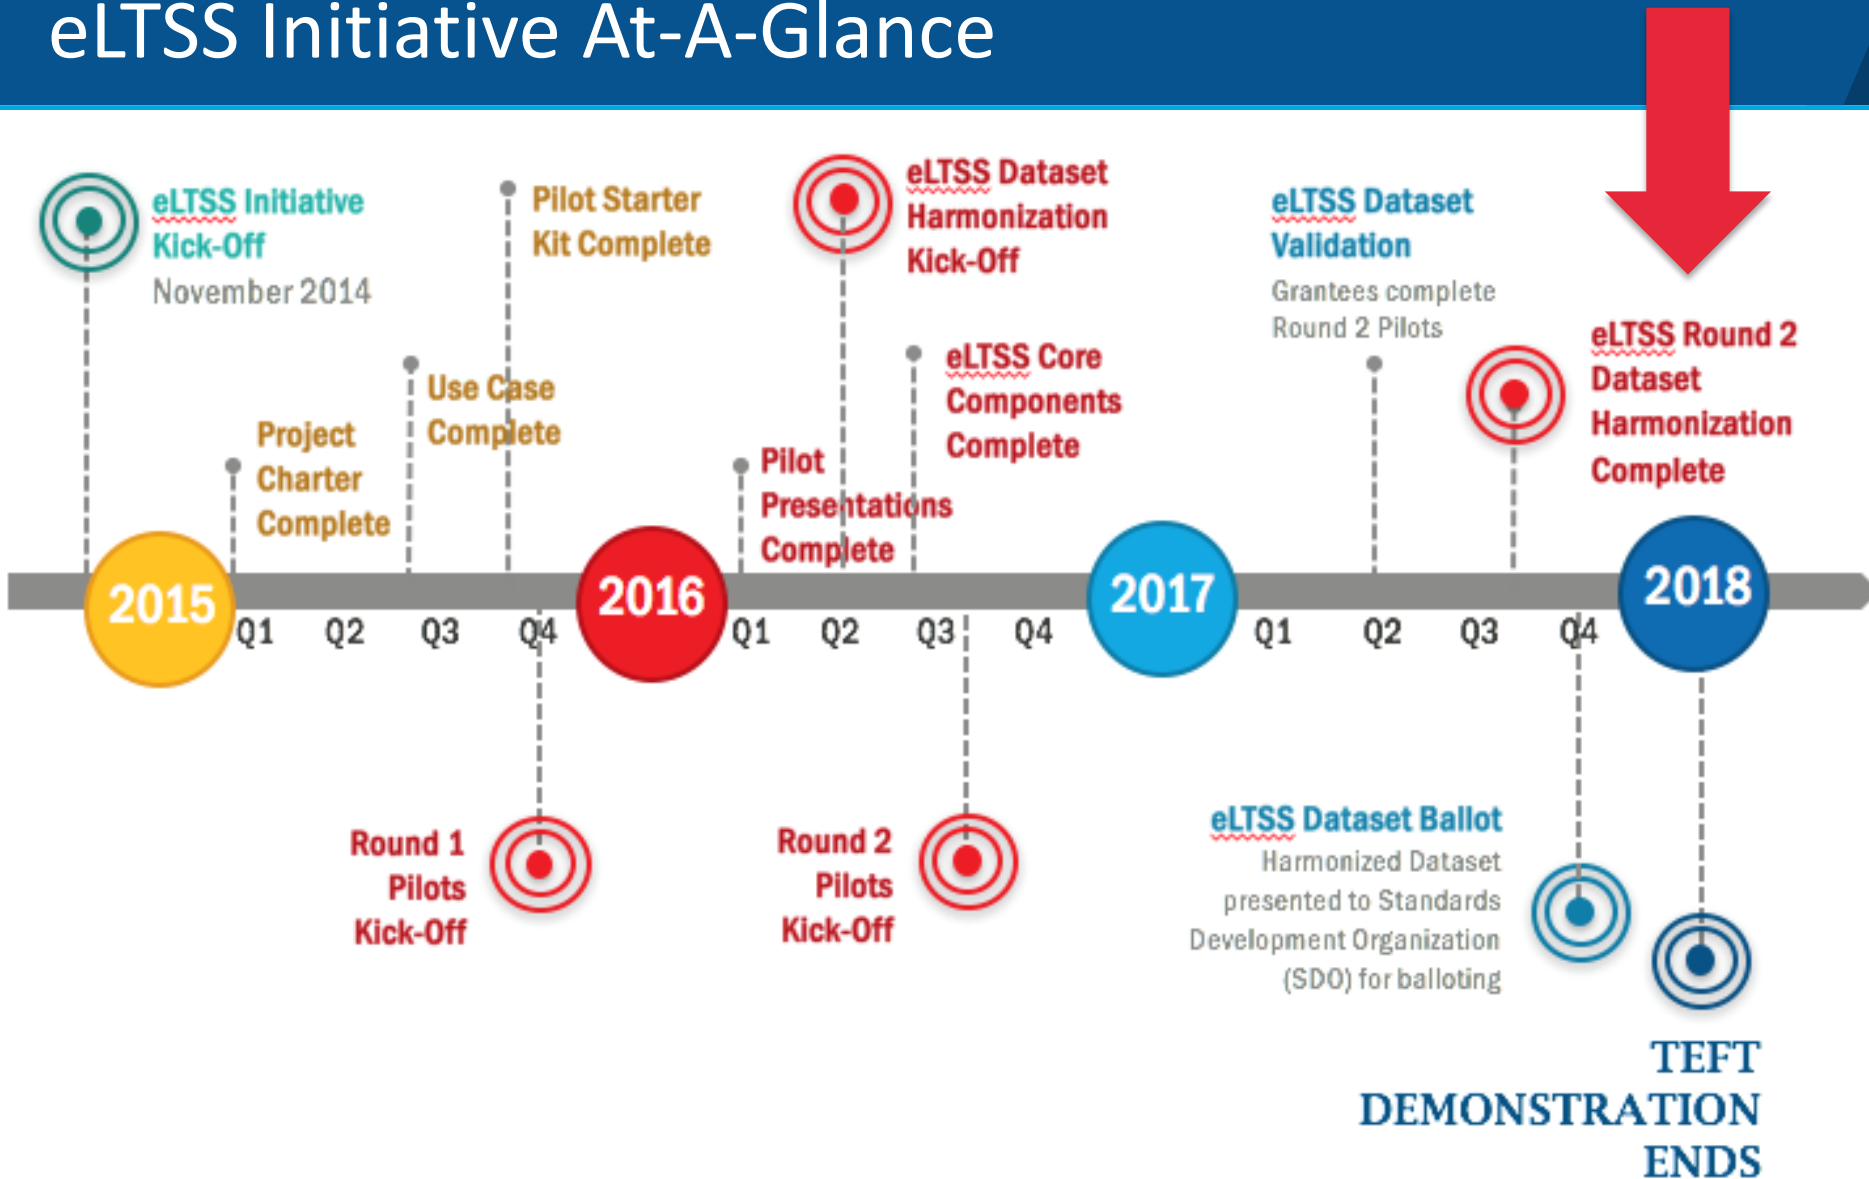 eLTSS Initiative At-A-Glance
eLTSS Initiative
Kick-Off
November 2014
Project
Charter
Complete
Use Case
Complete
Pilot Starter
Kit Complete
Pilot
Presentations
Complete
eLTSS Dataset
Harmonization
Kick-Off
eLTSS Core
Components
Complete
eLTSS Dataset
Validation
Grantees complete
Round 2 Pilots
eLTSS Round 2
Dataset
Harmonization
Complete
2015
Q1
Q2
Q3
Q4
2016
Q1
Q2
Q3
Q4
2017
Q1
Q2
Q3
Q4
2018
Round 1
Pilots
Kick-Off
Round 2
Pilots
Kick-Off
eLTSS Dataset Ballot
Harmonized Dataset
presented to Standards
Development Organization
(SDO) for balloting
TEFT
DEMONSTRATION
ENDS